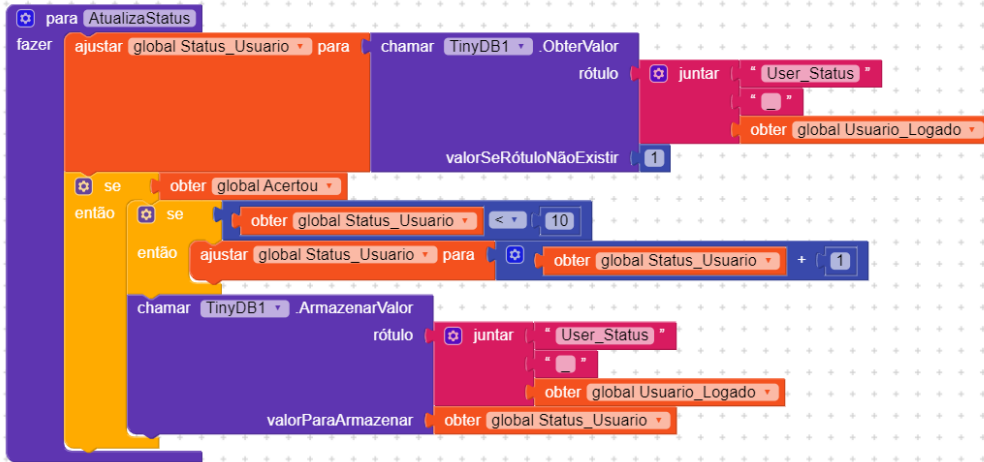 para AtualizaStatus
fazer ajustar global Status_Usuario para chamar TinyDB1 .ObterValor
rótulo juntar " User_Status "
" _ "
obter global Usuario_Logado
valorSeRótuloNãoExistir 1
se obter global Acertou
então se obter global Status_Usuario < 10
então ajustar global Status_Usuario para obter global Status_Usuario + 1
chamar TinyDB1 .ArmazenarValor
rótulo juntar " User_Status "
" _ "
obter global Usuario_Logado
valorParaArmazenar obter global Status_Usuario